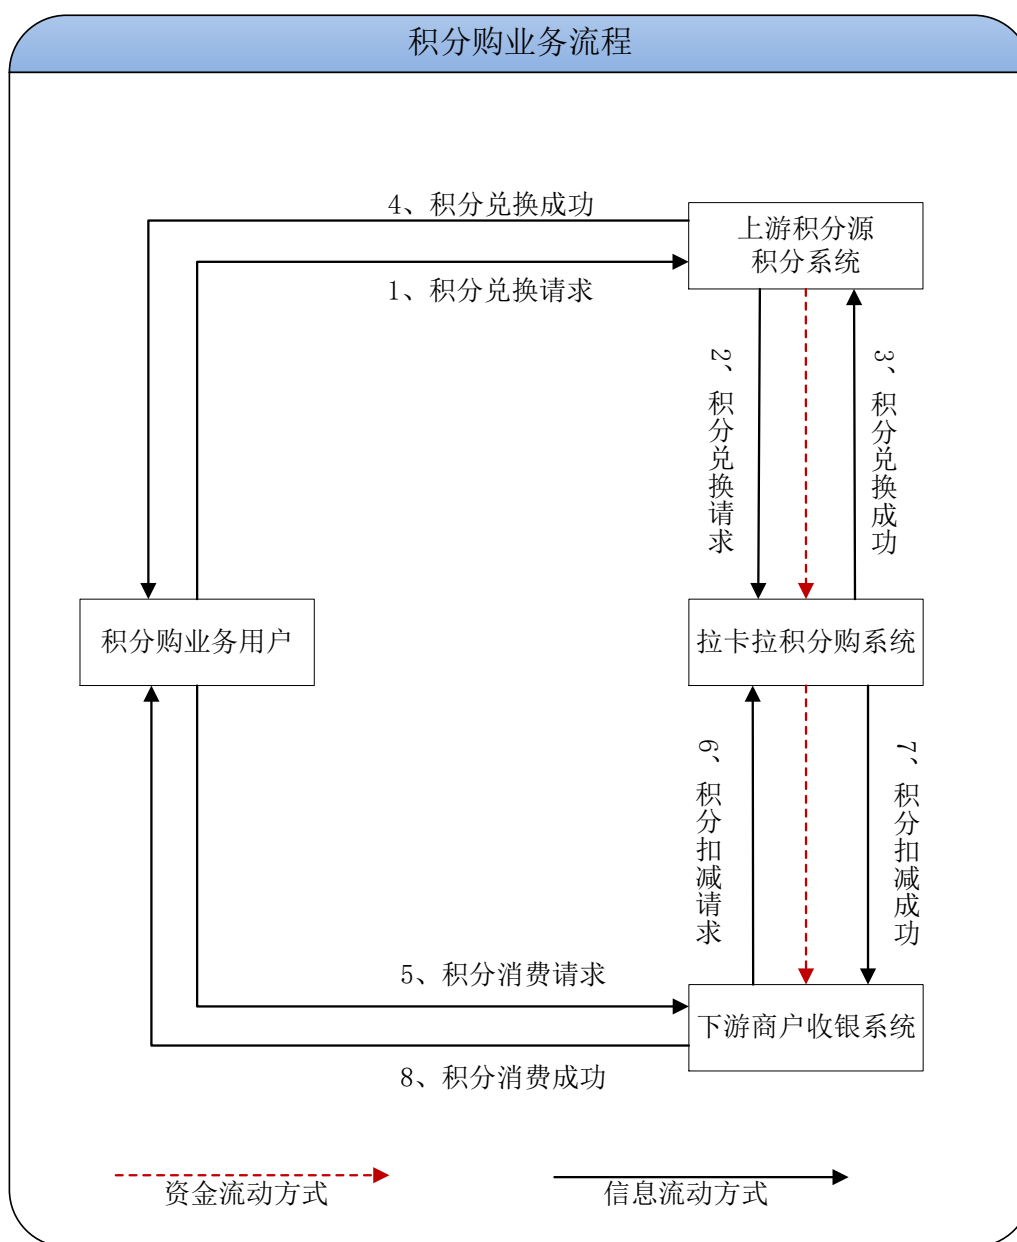 积分购业务流程
4、积分兑换成功
上游积分源
积分系统
1、积分兑换请求
2、积分兑换请求
3、积分兑换成功
积分购业务用户
拉卡拉积分购系统
6、积分扣减请求
7、积分扣减成功
5、积分消费请求
下游商户收银系统
8、积分消费成功
资金流动方式
信息流动方式